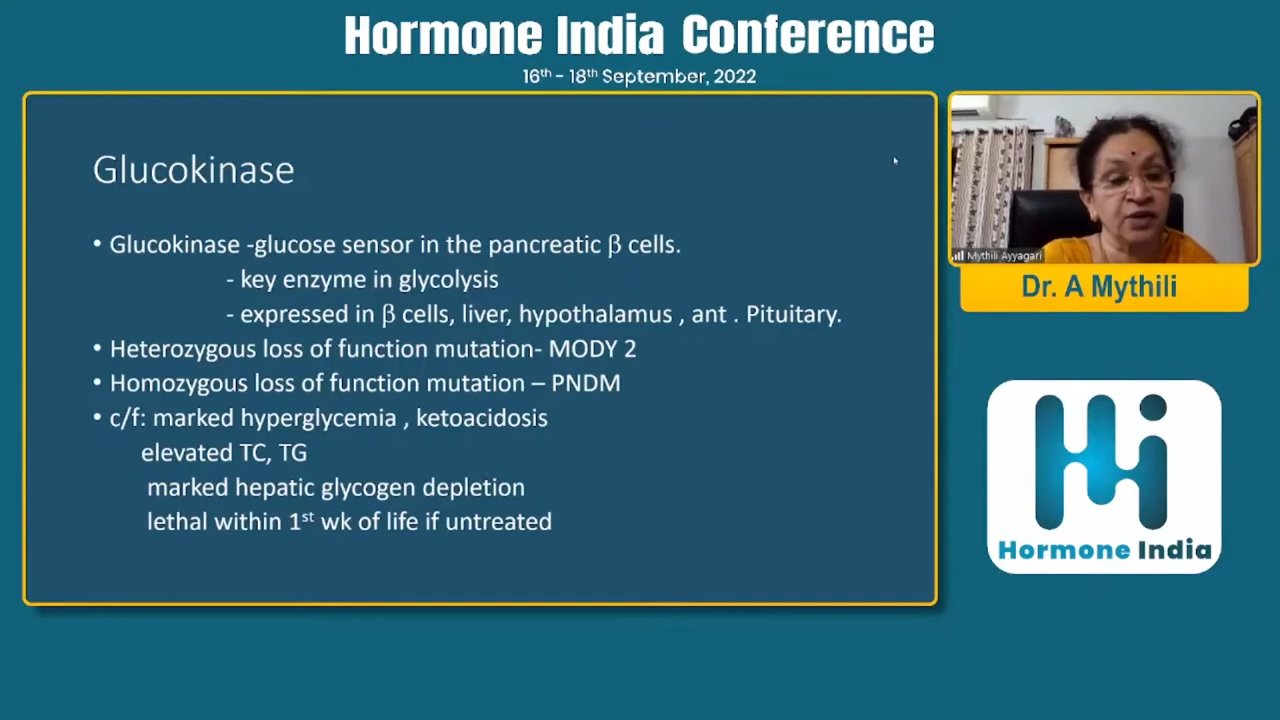 Hormone India Conference
16th - 18th September, 2022
Glucokinase
• Glucokinase -glucose sensor in the pancreatic β cells.
- key enzyme in glycolysis
- expressed in β cells, liver, hypothalamus , ant . Pituitary.
• Heterozygous loss of function mutation- MODY 2
• Homozygous loss of function mutation – PNDM
• c/f: marked hyperglycemia , ketoacidosis
elevated TC, TG
marked hepatic glycogen depletion
lethal within 1st wk of life if untreated
Mythili Ayyagari
Dr. A Mythili
Hi
Hormone India